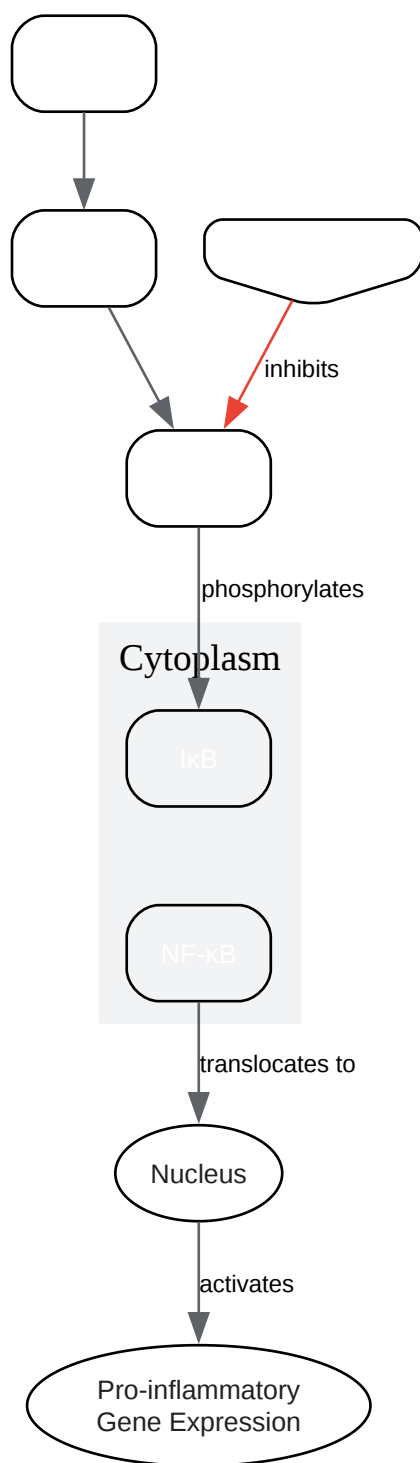 inhibits
phosphorylates
Cytoplasm
IκB
NF-κB
translocates to
Nucleus
activates
Pro-inflammatory
Gene Expression